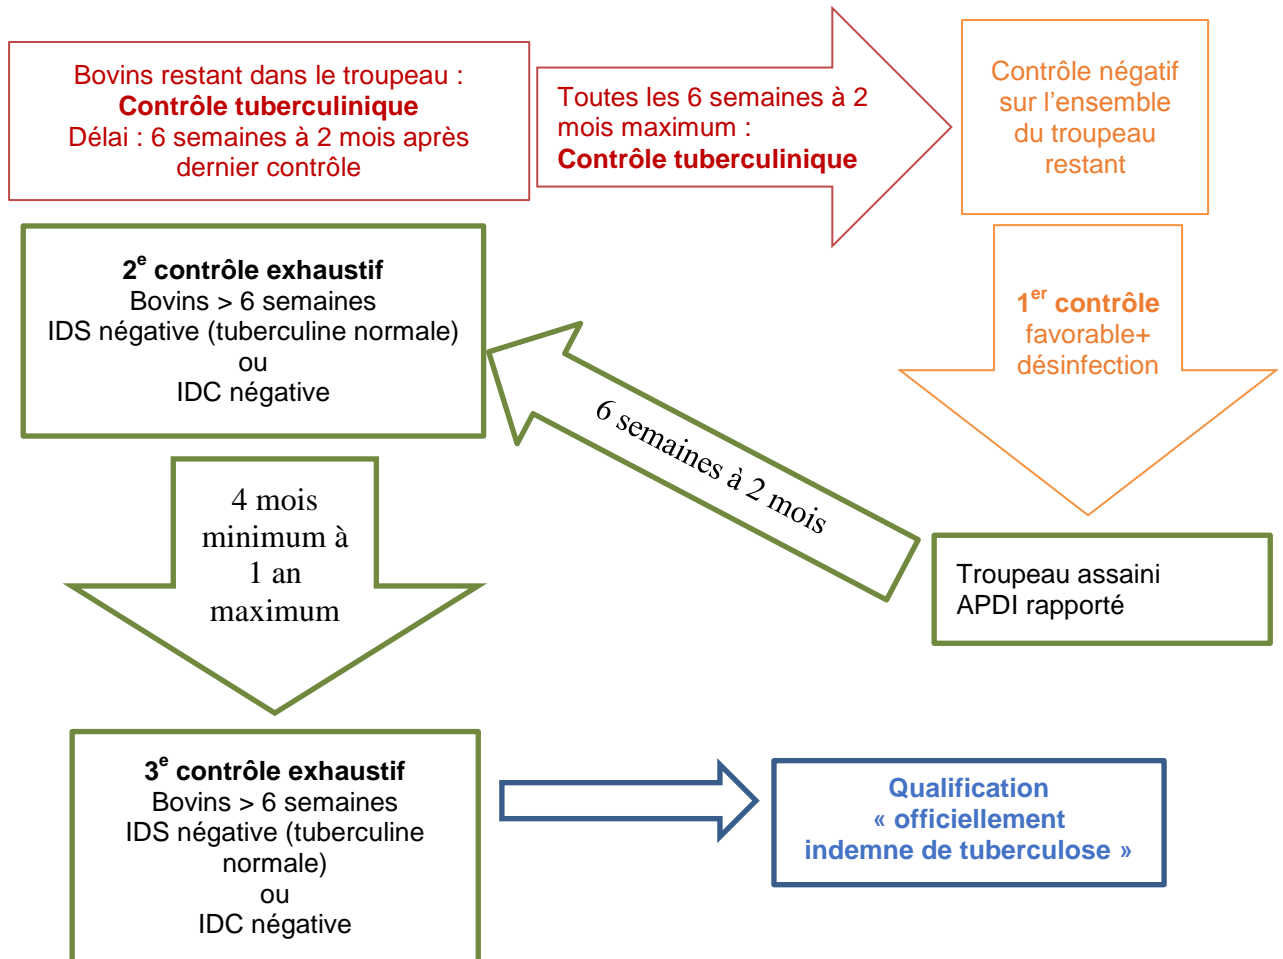 Bovins restant dans le troupeau :
Contrôle tuberculinique
Délai : 6 semaines à 2 mois après
dernier contrôle
Toutes les 6 semaines à 2
mois maximum :
Contrôle tuberculinique
Contrôle négatif
sur l'ensemble
du troupeau
restant
1er contrôle
favorable+
désinfection
Troupeau assaini
APDI rapporté
6 semaines à 2 mois
2e contrôle exhaustif
Bovins > 6 semaines
IDS négative (tuberculine normale)
ou
IDC négative
4 mois
minimum à
1 an
maximum
3e contrôle exhaustif
Bovins > 6 semaines
IDS négative (tuberculine
normale)
ou
IDC négative
Qualification
« officiellement
indemne de tuberculose »